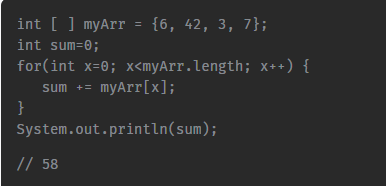 int [ ] myArr = {6, 42, 3, 7};
int sum=0;
for(int x=0; x<myArr.length; x++) {
   sum += myArr[x];
}
System.out.println(sum);
// 58